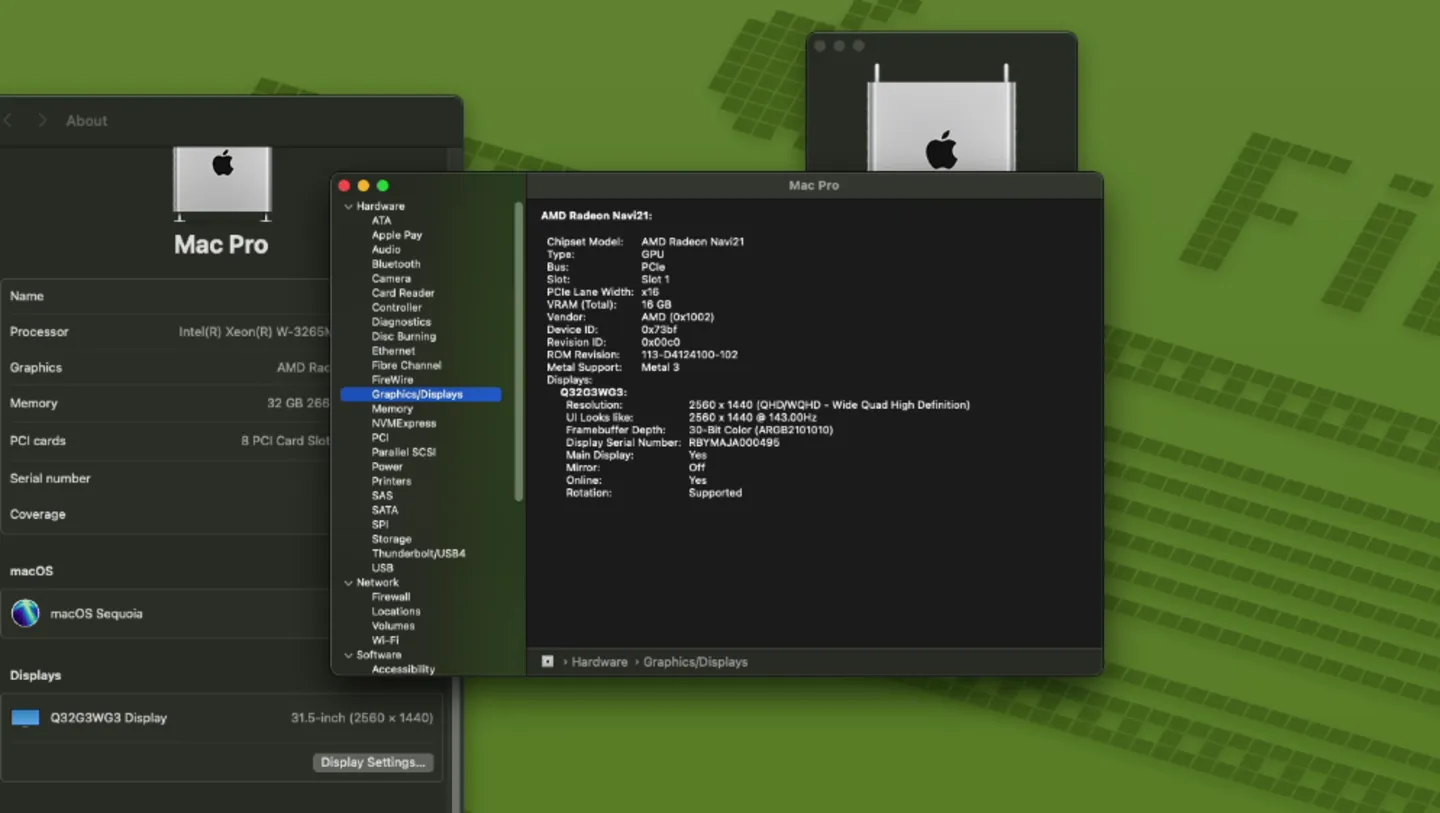 About
Mac Pro
Name
Processor Intel(R) Xeon(R) W-3265M
Graphics AMD
Memory 32 GB
PCI cards 8 PCI Card Slot
Serial number
Coverage
macOS
macOS Sequoia
Displays
Q32G3WG3 Display 31.5-inch (2560 × 1440)
Display Settings...
Hardware
ATA
Apple Pay
Audio
Bluetooth
Camera
Card Reader
Controller
Diagnostics
Disc Burning
Ethernet
Fibre Channel
FireWire
Graphics/Displays
Memory
NVMExpress
PCI
Parallel SCSI
Power
Printers
SAS
SATA
SPI
Storage
Thunderbolt/USB4
USB
Network
Firewall
Locations
Volumes
Wi-Fi
Software
Accessibility
Mac Pro
AMD Radeon Navi21:
Chipset Model: AMD Radeon Navi21
Type: GPU
Bus: PCIe
Slot: Slot 1
PCIe Lane Width: x16
VRAM (Total): 16 GB
Vendor: AMD (0x1002)
Device ID: 0x73bf
Revision ID: 0x00c0
ROM Revision: 113-D4124100-102
Metal Support: Metal 3
Displays:
Q32G3WG3:
Resolution: 2560 x 1440 (QHD/WQHD - Wide Quad High Definition)
UI Looks like: 2560 x 1440 @ 143.00Hz
Framebuffer Depth: 30-Bit Color (ARGB2101010)
Display Serial Number: RBYMAJA000495
Main Display: Yes
Mirror: Off
Online: Yes
Rotation: Supported
Hardware › Graphics/Displays